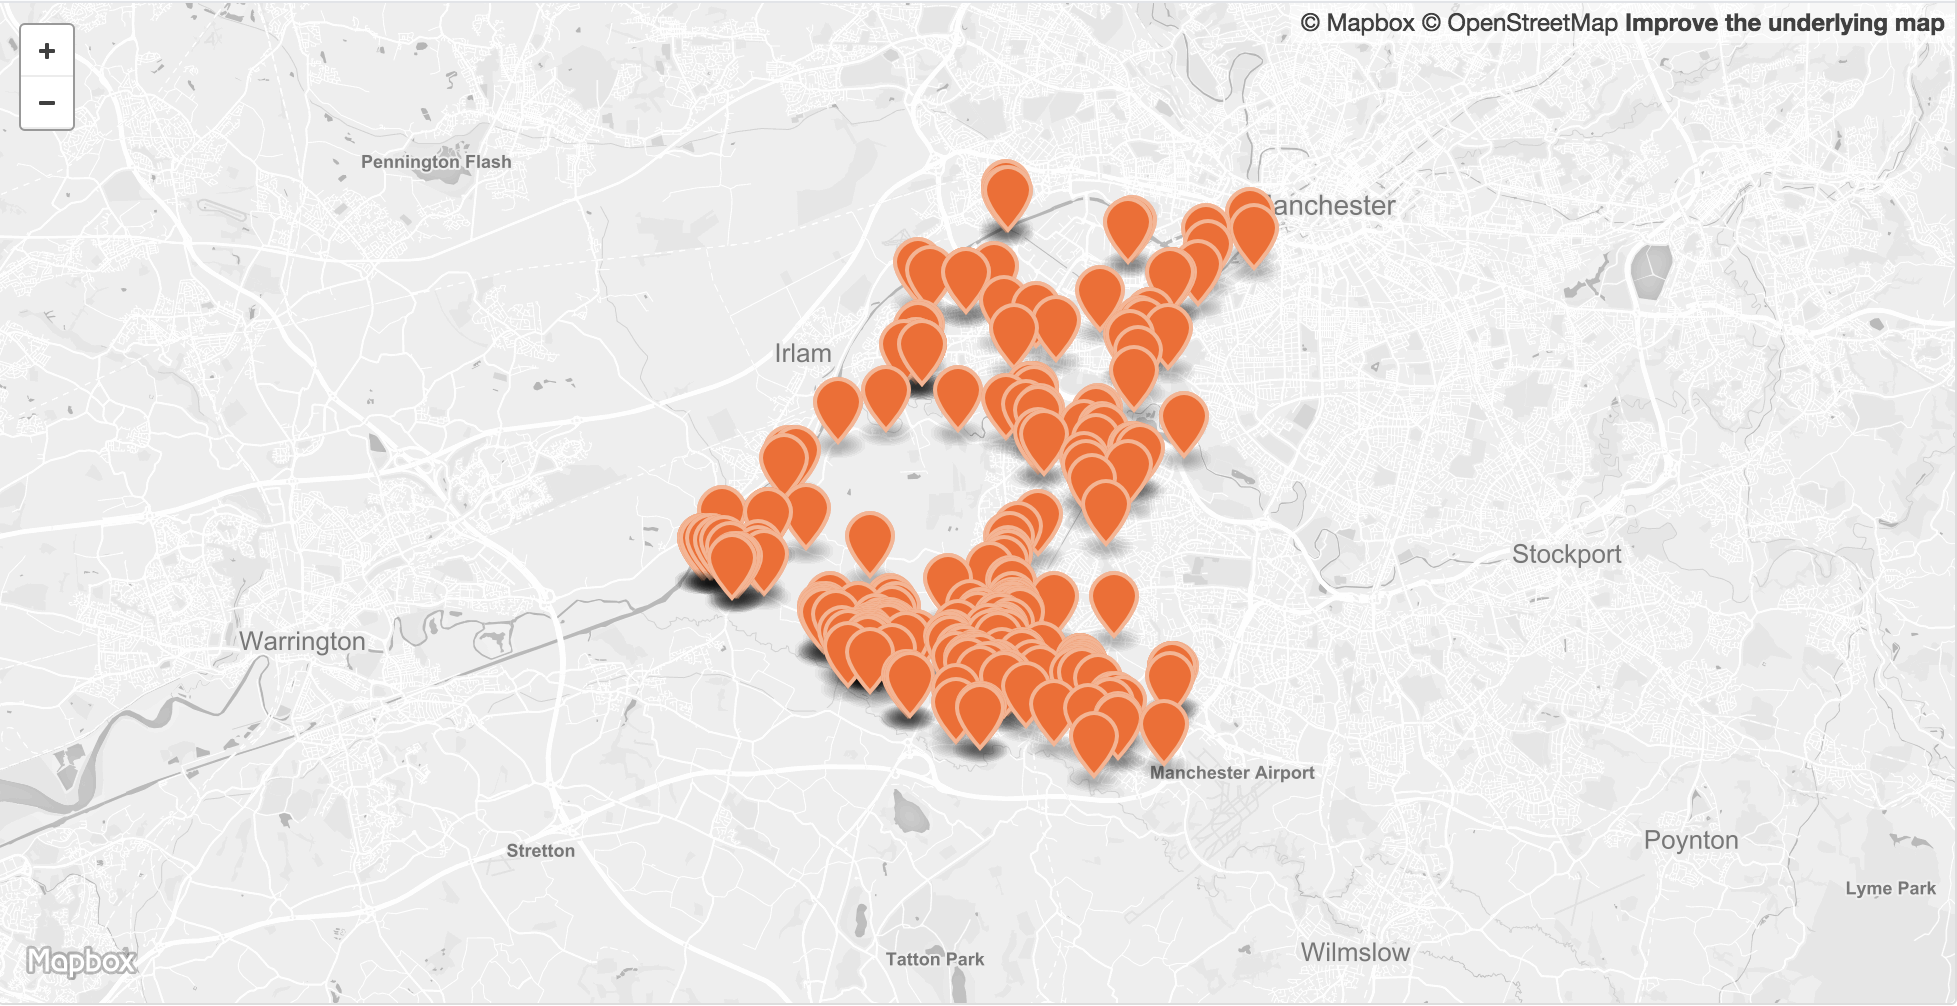 © Mapbox © OpenStreetMap Improve the underlying map
+
−
Pennington Flash
anchester
Irlam
Stockport
Warrington
Manchester Airport
Stretton
Poynton
Lyme Park
Wilmslow
Tatton Park
Mapbox